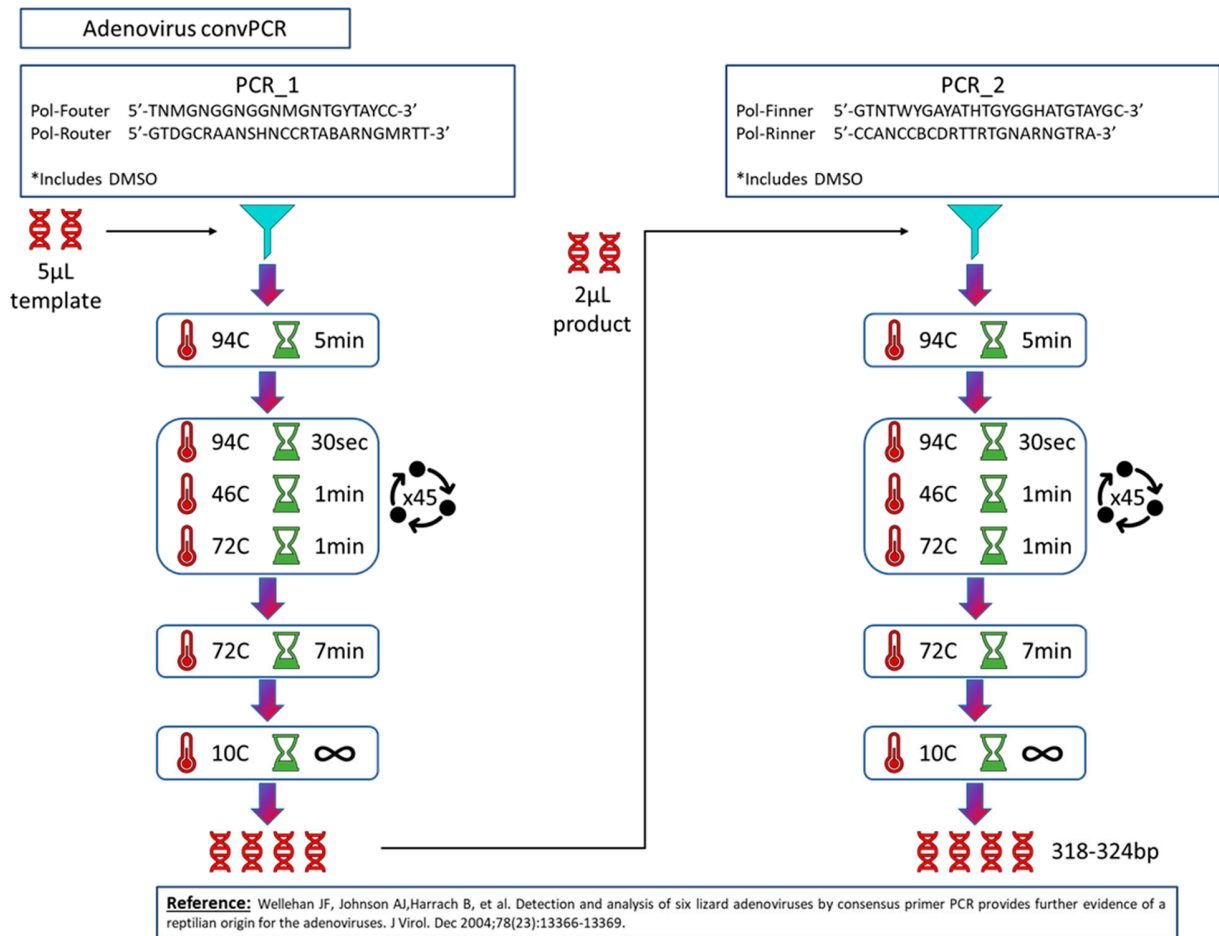 Adenovirus convPCR
PCR_1
Pol-Fouter 5’-TNMGNGGNGGNMGNTGYTAYCC-3’
Pol-Router 5’-GTDGCRAANSHNCCRTABARNGMRTT-3’
*Includes DMSO
5µL
template
94C 5min
94C 30sec
46C 1min
72C 1min
x45
72C 7min
10C ∞
PCR_2
Pol-Finner 5’-GTNTWYGAYATHTGYGGHATGTAYGC-3’
Pol-Rinner 5’-CCANCCBCDRTTRTGNARNGTRA-3’
*Includes DMSO
2µL
product
94C 5min
94C 30sec
46C 1min
72C 1min
x45
72C 7min
10C ∞
318-324bp
Reference: Wellehan JF, Johnson AJ,Harrach B, et al. Detection and analysis of six lizard adenoviruses by consensus primer PCR provides further evidence of a
reptilian origin for the adenoviruses. J Virol. Dec 2004;78(23):13366-13369.